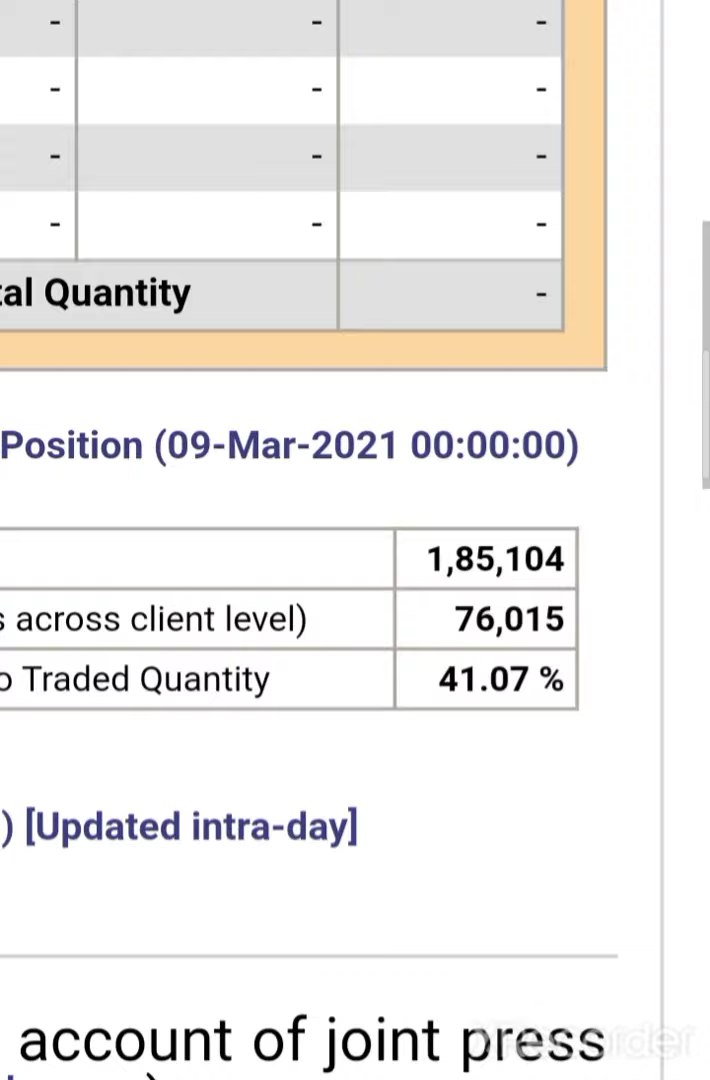 - - -
- - -
- - -
- - -
tal Quantity -
Position (09-Mar-2021 00:00:00)
1,85,104
s across client level) 76,015
o Traded Quantity 41.07 %
) [Updated intra-day]
account of joint press